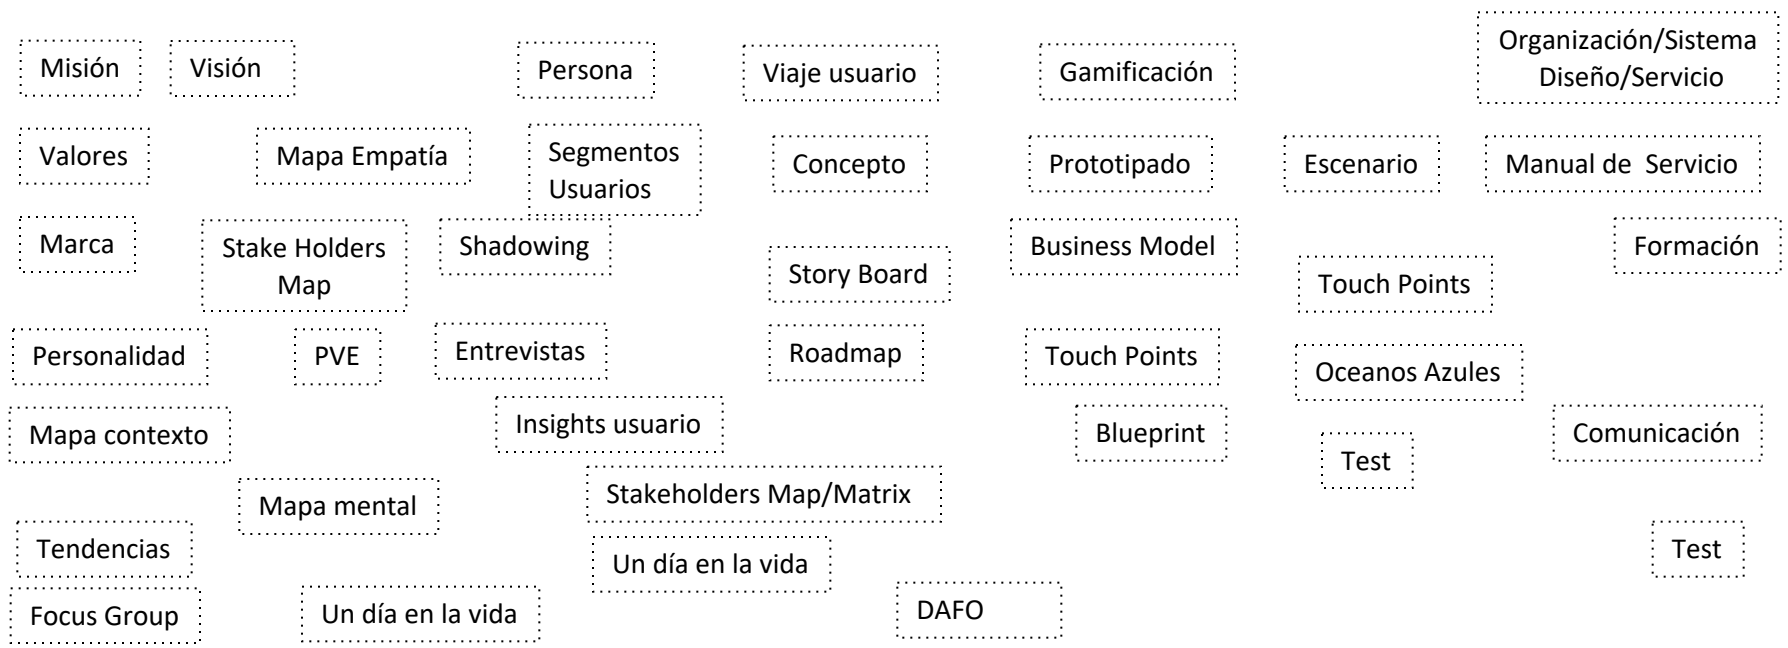 Misión
Visión
Persona
Viaje usuario
Gamificación
Organización/Sistema
Diseño/Servicio
Valores
Mapa Empatía
Segmentos
Usuarios
Concepto
Prototipado
Escenario
Manual de  Servicio
Marca
Stake Holders
Map
Shadowing
Story Board
Business Model
Touch Points
Formación
Personalidad
PVE
Entrevistas
Roadmap
Touch Points
Oceanos Azules
Mapa contexto
Insights usuario
Blueprint
Test
Comunicación
Mapa mental
Stakeholders Map/Matrix
Tendencias
Un día en la vida
Test
Focus Group
Un día en la vida
DAFO